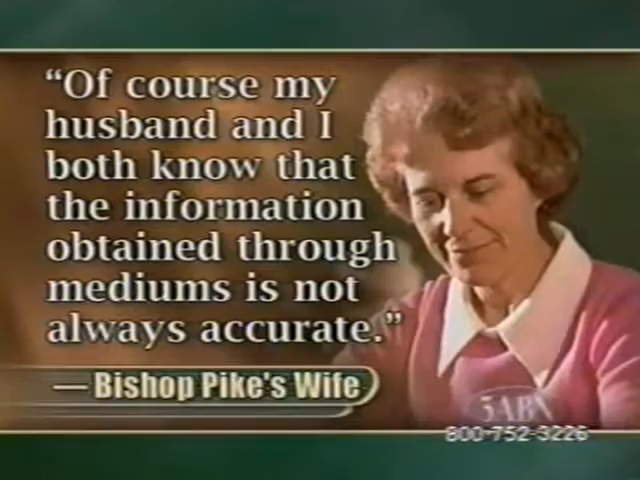 “Of course my
husband and I
both know that
the information
obtained through
mediums is not
always accurate.”
— Bishop Pike's Wife
3ABN
800-752-3226